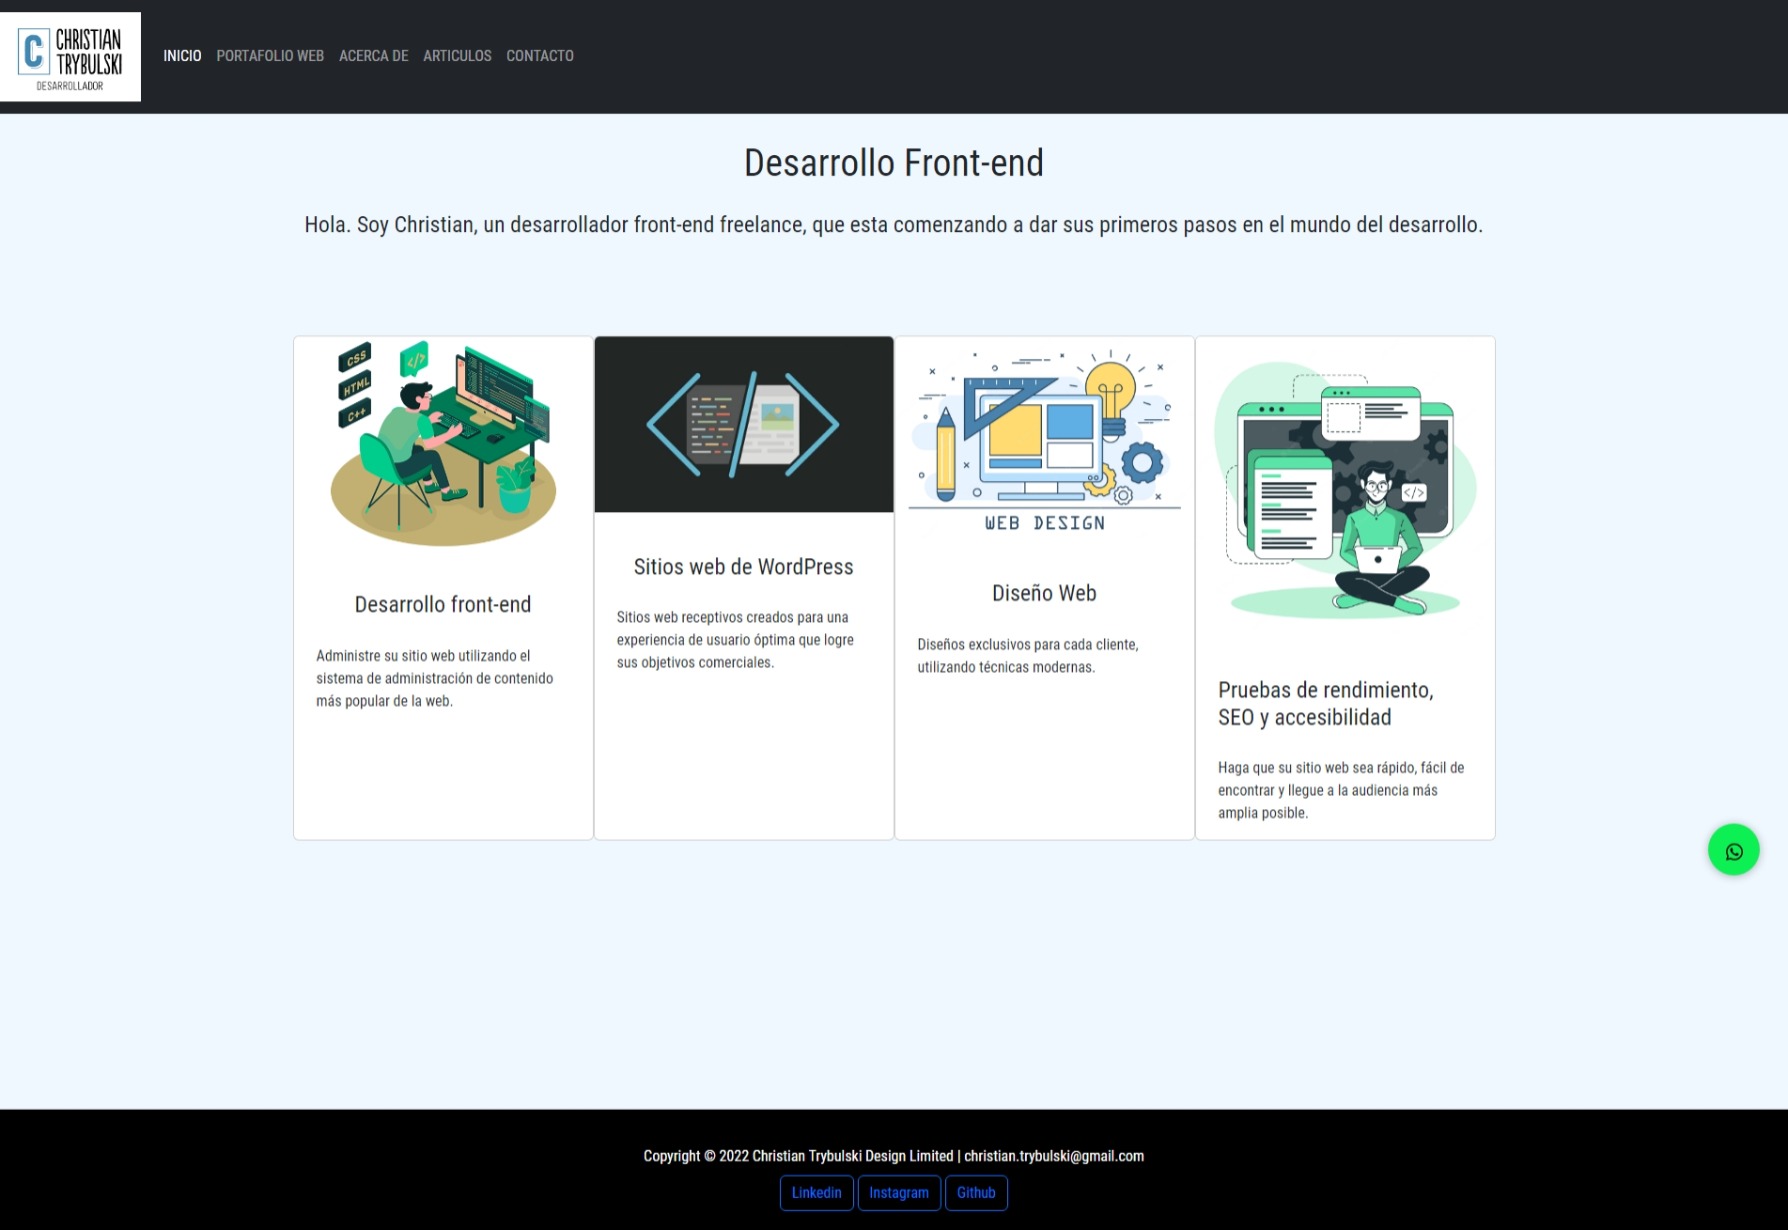 CHRISTIAN
TRYBULSKI
DESARROLLADOR
INICIO PORTAFOLIO WEB ACERCA DE ARTICULOS CONTACTO
Desarrollo Front-end
Hola. Soy Christian, un desarrollador front-end freelance, que esta comenzando a dar sus primeros pasos en el mundo del desarrollo.
CSS
</>
HTML
C++
Desarrollo front-end
Administre su sitio web utilizando el
sistema de administración de contenido
más popular de la web.
Sitios web de WordPress
Sitios web receptivos creados para una
experiencia de usuario óptima que logre
sus objetivos comerciales.
WEB DESIGN
Diseño Web
Diseños exclusivos para cada cliente,
utilizando técnicas modernas.
</>
Pruebas de rendimiento,
SEO y accesibilidad
Haga que su sitio web sea rápido, fácil de
encontrar y llegue a la audiencia más
amplia posible.
Copyright © 2022 Christian Trybulski Design Limited | christian.trybulski@gmail.com
Linkedin Instagram Github